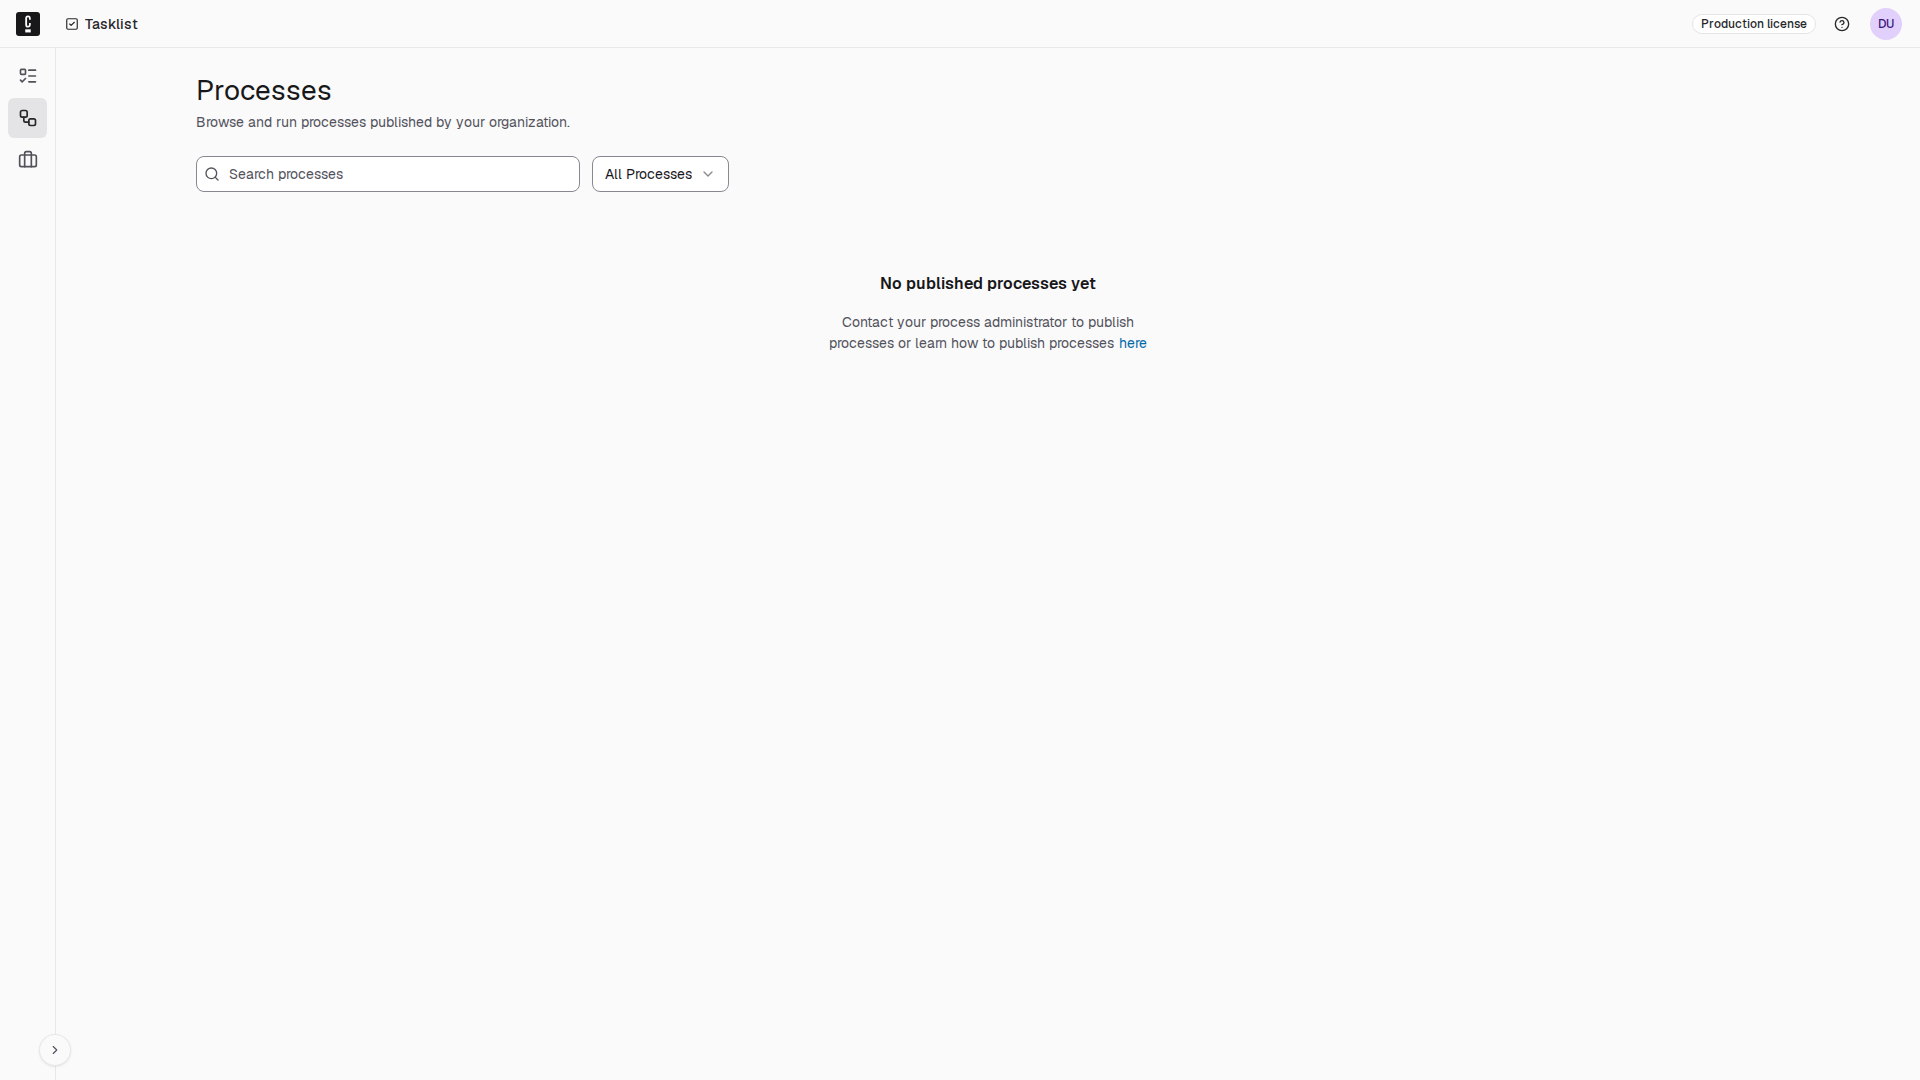 Tasklist
Production license
DU
Processes
Browse and run processes published by your organization.
Search processes
All Processes
No published processes yet
Contact your process administrator to publish
processes or learn how to publish processes here